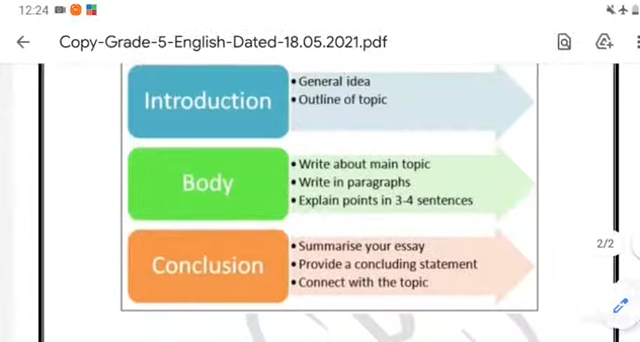 12:24
Copy-Grade-5-English-Dated-18.05.2021.pdf
Introduction
• General idea
• Outline of topic
Body
• Write about main topic
• Write in paragraphs
• Explain points in 3-4 sentences
Conclusion
• Summarise your essay
• Provide a concluding statement
• Connect with the topic
2/2